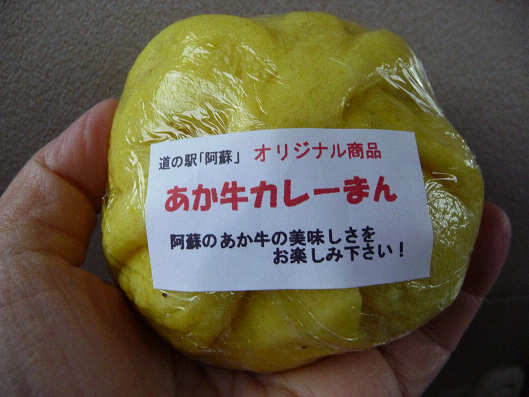 道の駅「阿蘇」 オリジナル商品
あか牛カレーまん
阿蘇のあか牛の美味しさを
お楽しみ下さい!